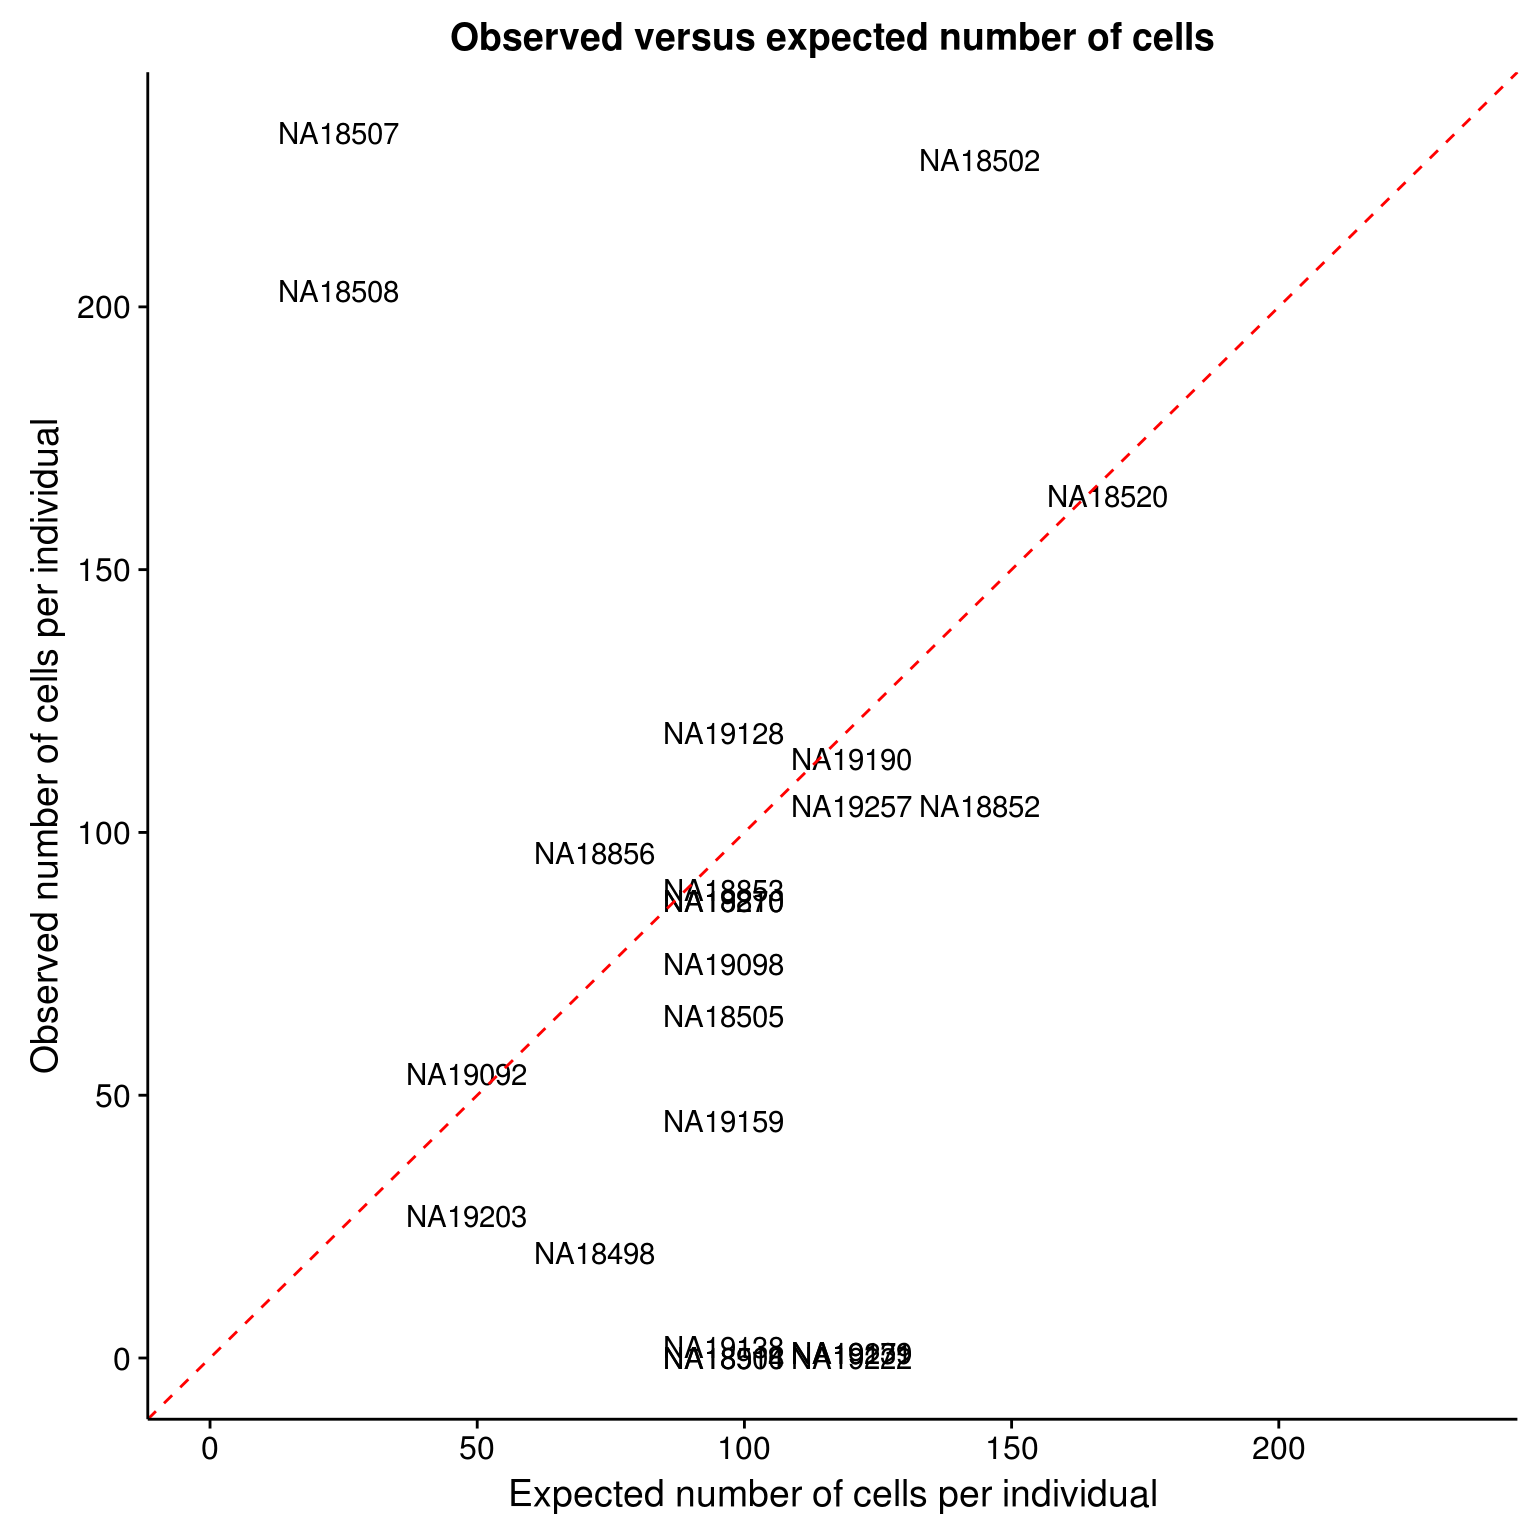 Observed versus expected number of cells
NA18507
NA18502
NA18508
200
NA18520
150
NA19128
NA19190
NA19257 NA18852
100
NA18856
NA18853
NA19098
NA18505
NA19092
50
NA19159
NA19203
NA18498
0
0 50 100 150 200
Expected number of cells per individual
Observed number of cells per individual